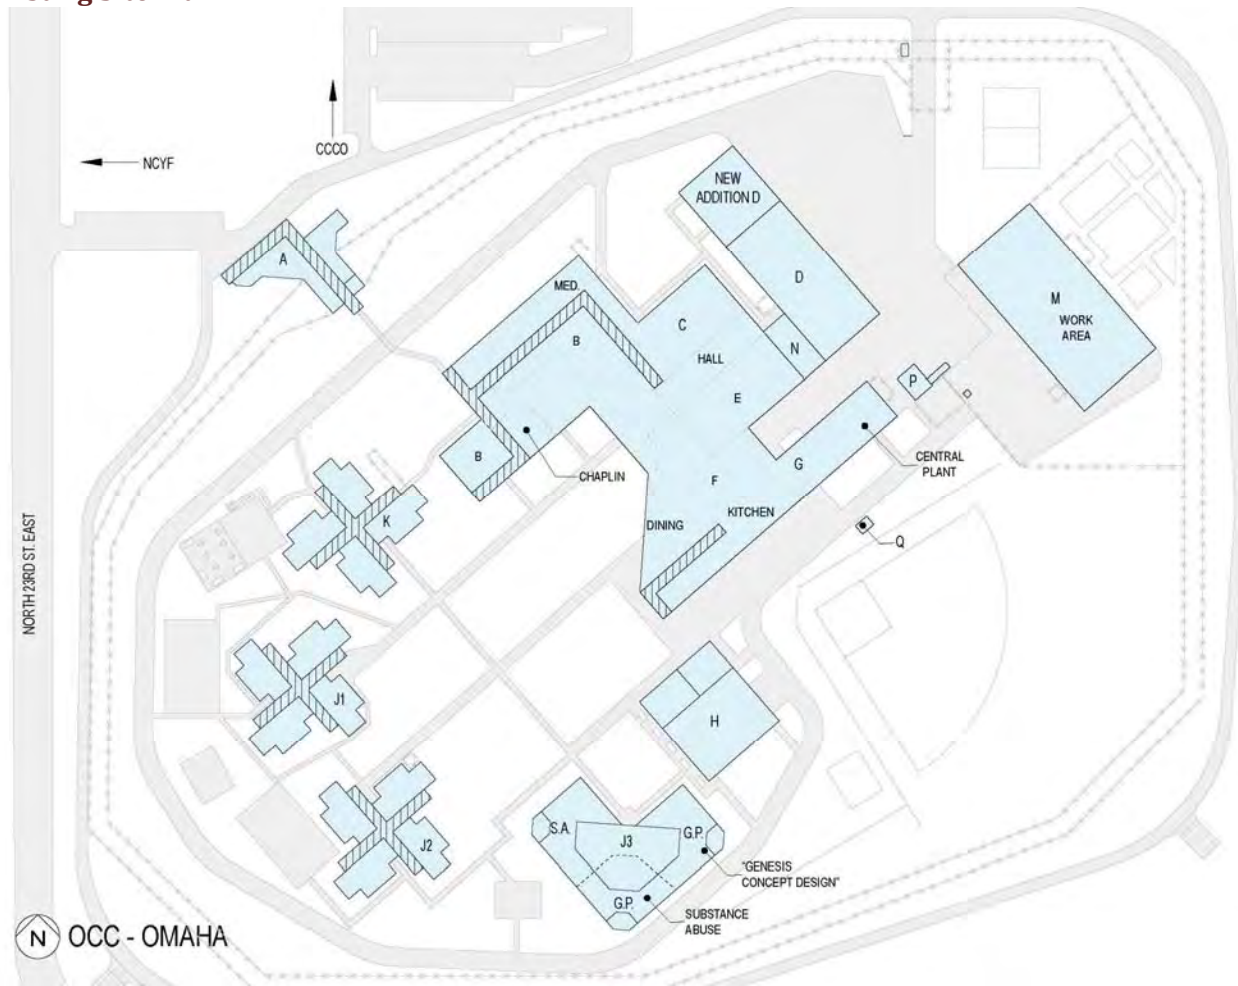 NCYF
CCCO
NEW
ADDITION D
A
MED.
D
C
M
WORK
AREA
B
HALL
N
P
E
B
CHAPLIN
G
CENTRAL
PLANT
F
K
KITCHEN
DINING
Q
NORTH 23RD ST. EAST
J1
H
S.A.
J3
G.P.
J2
"GENESIS
CONCEPT DESIGN"
G.P.
SUBSTANCE
ABUSE
N
OCC - OMAHA